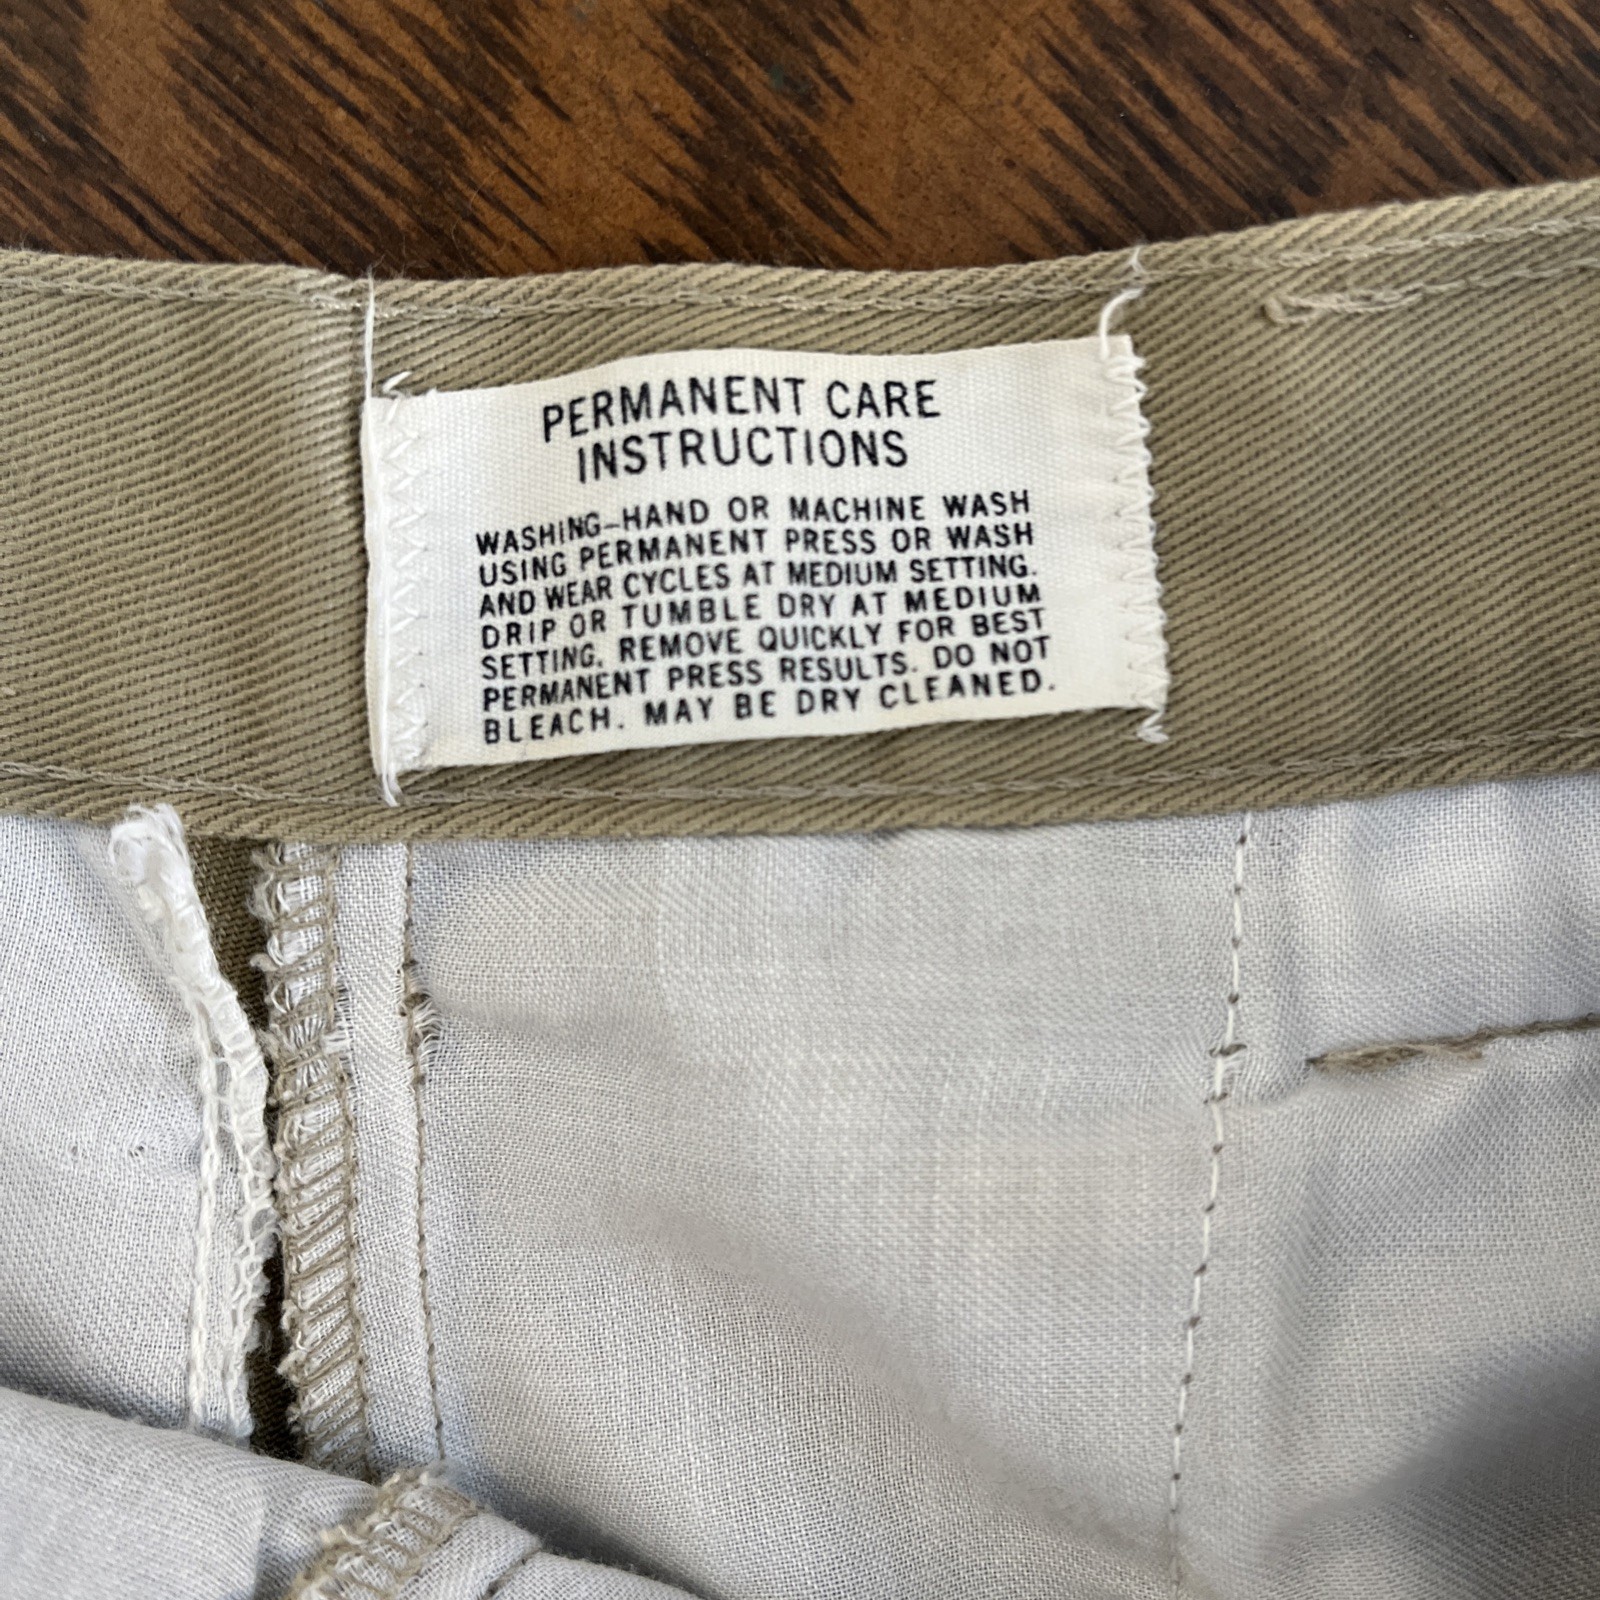 PERMANENT CARE
INSTRUCTIONS
WASHING-HAND OR MACHINE WASH
USING PERMANENT PRESS OR WASH
AND WEAR CYCLES AT MEDIUM SETTING.
DRIP OR TUMBLE DRY AT MEDIUM
SETTING. REMOVE QUICKLY FOR BEST
PERMANENT PRESS RESULTS. DO NOT
BLEACH. MAY BE DRY CLEANED.